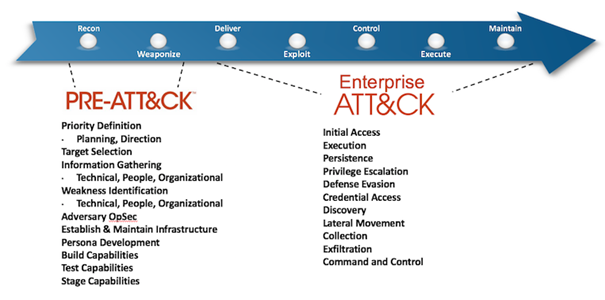 Recon
Weaponize
Deliver
Exploit
Control
Execute
Maintain
PRE-ATT&CK™
Priority Definition
· Planning, Direction
Target Selection
Information Gathering
· Technical, People, Organizational
Weakness Identification
· Technical, People, Organizational
Adversary OpSec
Establish & Maintain Infrastructure
Persona Development
Build Capabilities
Test Capabilities
Stage Capabilities
Enterprise
ATT&CK
Initial Access
Execution
Persistence
Privilege Escalation
Defense Evasion
Credential Access
Discovery
Lateral Movement
Collection
Exfiltration
Command and Control